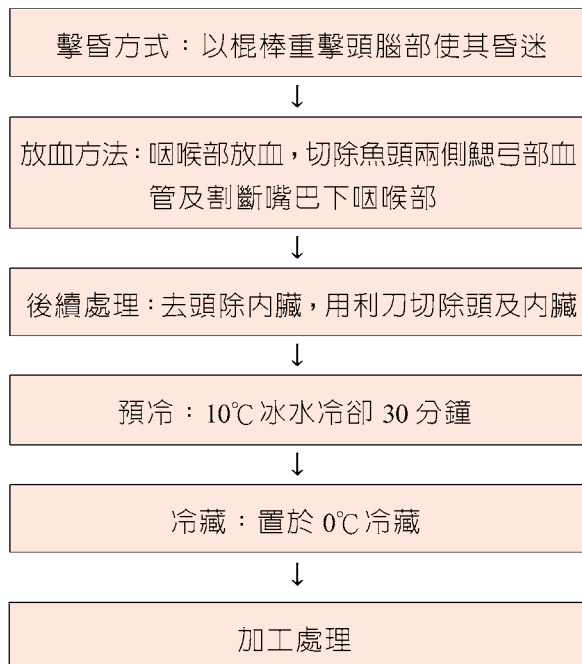 擊昏方式：以棍棒重擊頭腦部使其昏迷
↓
放血方法：咽喉部放血，切除魚頭兩側鰓弓部血
管及割斷嘴巴下咽喉部
↓
後續處理：去頭除內臟，用利刀切除頭及內臟
↓
預冷：10℃冰水冷卻 30 分鐘
↓
冷藏：置於 0℃冷藏
↓
加工處理